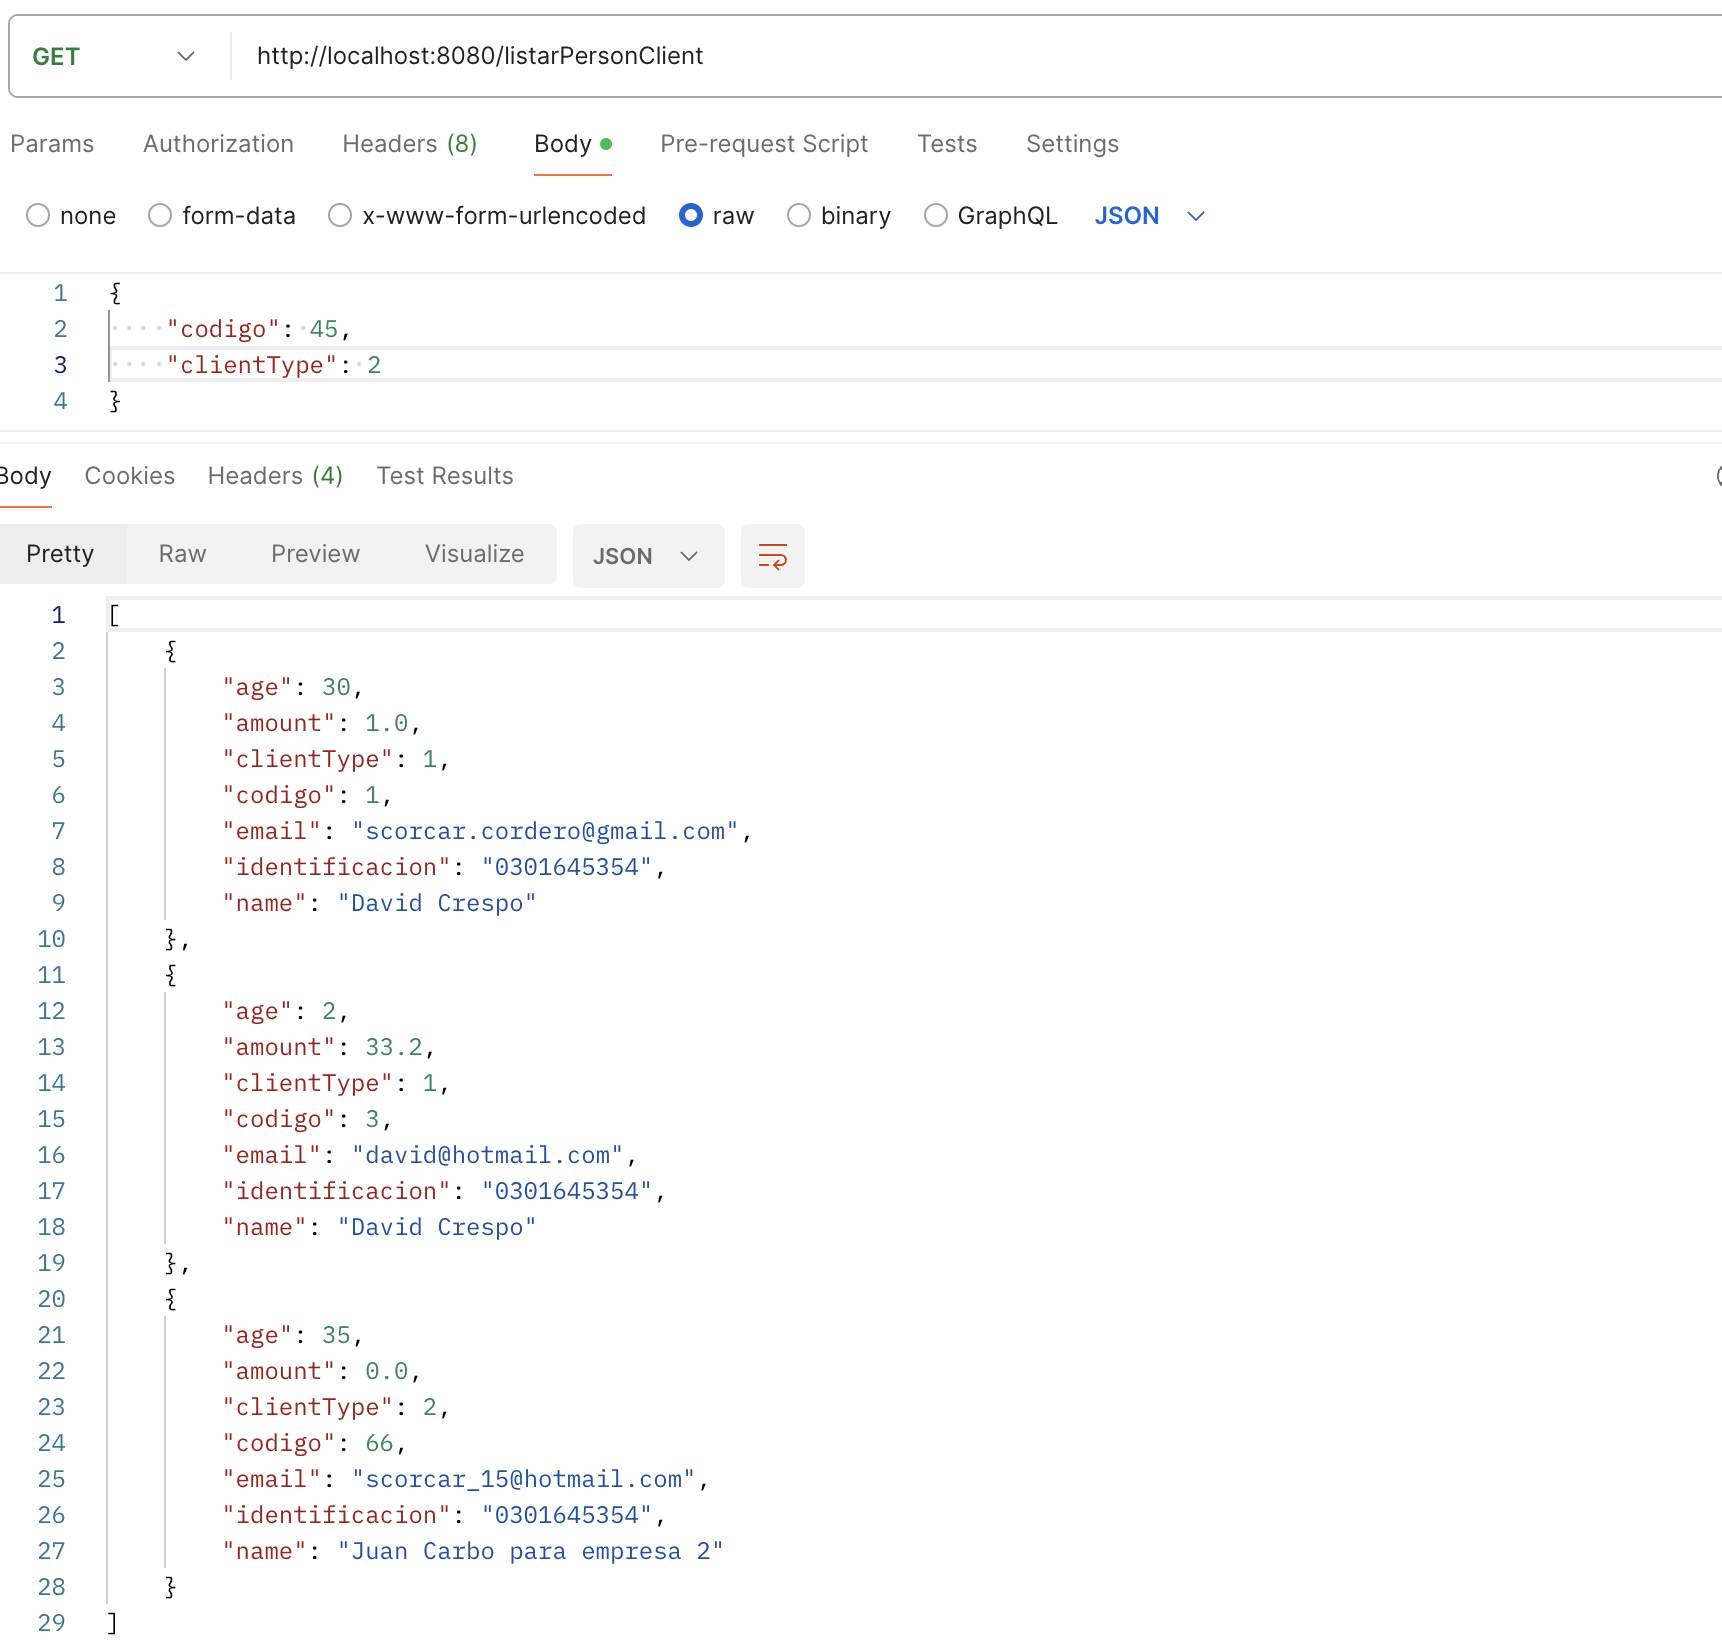 GET http://localhost:8080/listarPersonClient
Params Authorization Headers (8) Body Pre-request Script Tests Settings
none form-data x-www-form-urlencoded raw binary GraphQL JSON
1 {
2 "codigo": 45,
3 "clientType": 2
4 }
Body Cookies Headers (4) Test Results
Pretty Raw Preview Visualize JSON
1 [
2 {
3 "age": 30,
4 "amount": 1.0,
5 "clientType": 1,
6 "codigo": 1,
7 "email": "scorcar.cordero@gmail.com",
8 "identificacion": "0301645354",
9 "name": "David Crespo"
10 },
11 {
12 "age": 2,
13 "amount": 33.2,
14 "clientType": 1,
15 "codigo": 3,
16 "email": "david@hotmail.com",
17 "identificacion": "0301645354",
18 "name": "David Crespo"
19 },
20 {
21 "age": 35,
22 "amount": 0.0,
23 "clientType": 2,
24 "codigo": 66,
25 "email": "scorcar_15@hotmail.com",
26 "identificacion": "0301645354",
27 "name": "Juan Carbo para empresa 2"
28 }
29 ]